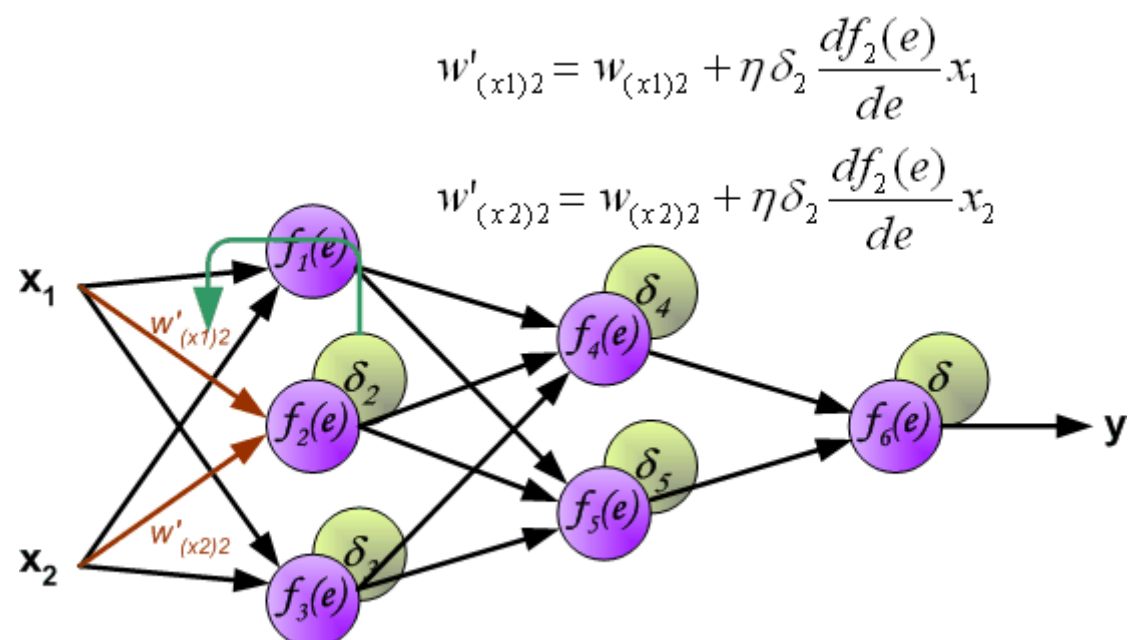 w'(x1)2 = w(x1)2 + ηδ2 df2(e)/de x1
w'(x2)2 = w(x2)2 + ηδ2 df2(e)/de x2
x1
f1(e)
w'(x1)2
δ2
f2(e)
δ4
f4(e)
δ
f6(e)
y
δ5
f5(e)
w'(x2)2
x2
δ3
f3(e)